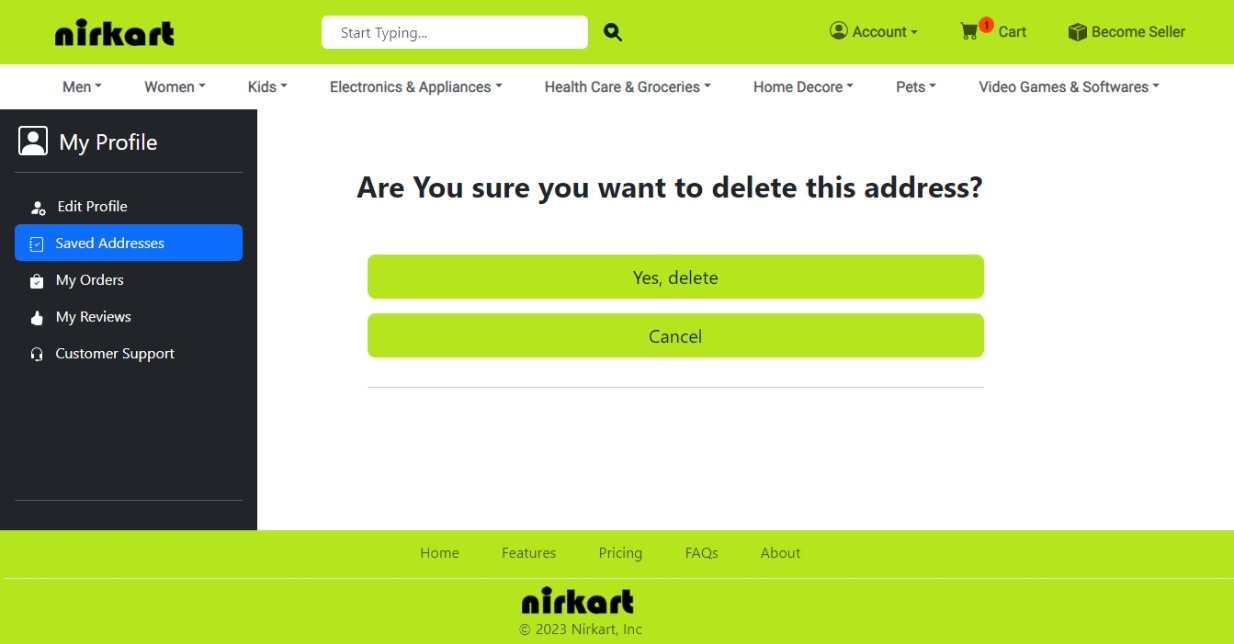 nirkart
Start Typing...
Account
1
Cart
Become Seller
Men
Women
Kids
Electronics & Appliances
Health Care & Groceries
Home Decore
Pets
Video Games & Softwares
My Profile
Edit Profile
Saved Addresses
My Orders
My Reviews
Customer Support
Are You sure you want to delete this address?
Yes, delete
Cancel
Home
Features
Pricing
FAQs
About
nirkart
© 2023 Nirkart, Inc